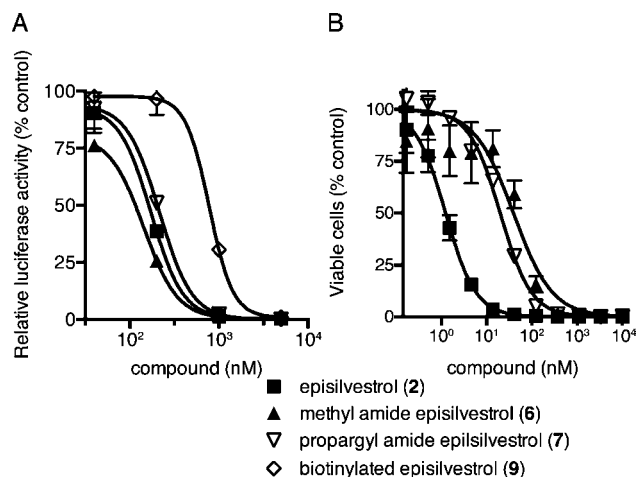 A
B
Relative luciferase activity (% control)
100
75
50
25
0
10²
10³
10⁴
compound (nM)
Viable cells (% control)
100
75
50
25
0
10⁰
10¹
10²
10³
10⁴
compound (nM)
episilvestrol (2)
methyl amide episilvestrol (6)
propargyl amide epilsilvestrol (7)
biotinylated episilvestrol (9)